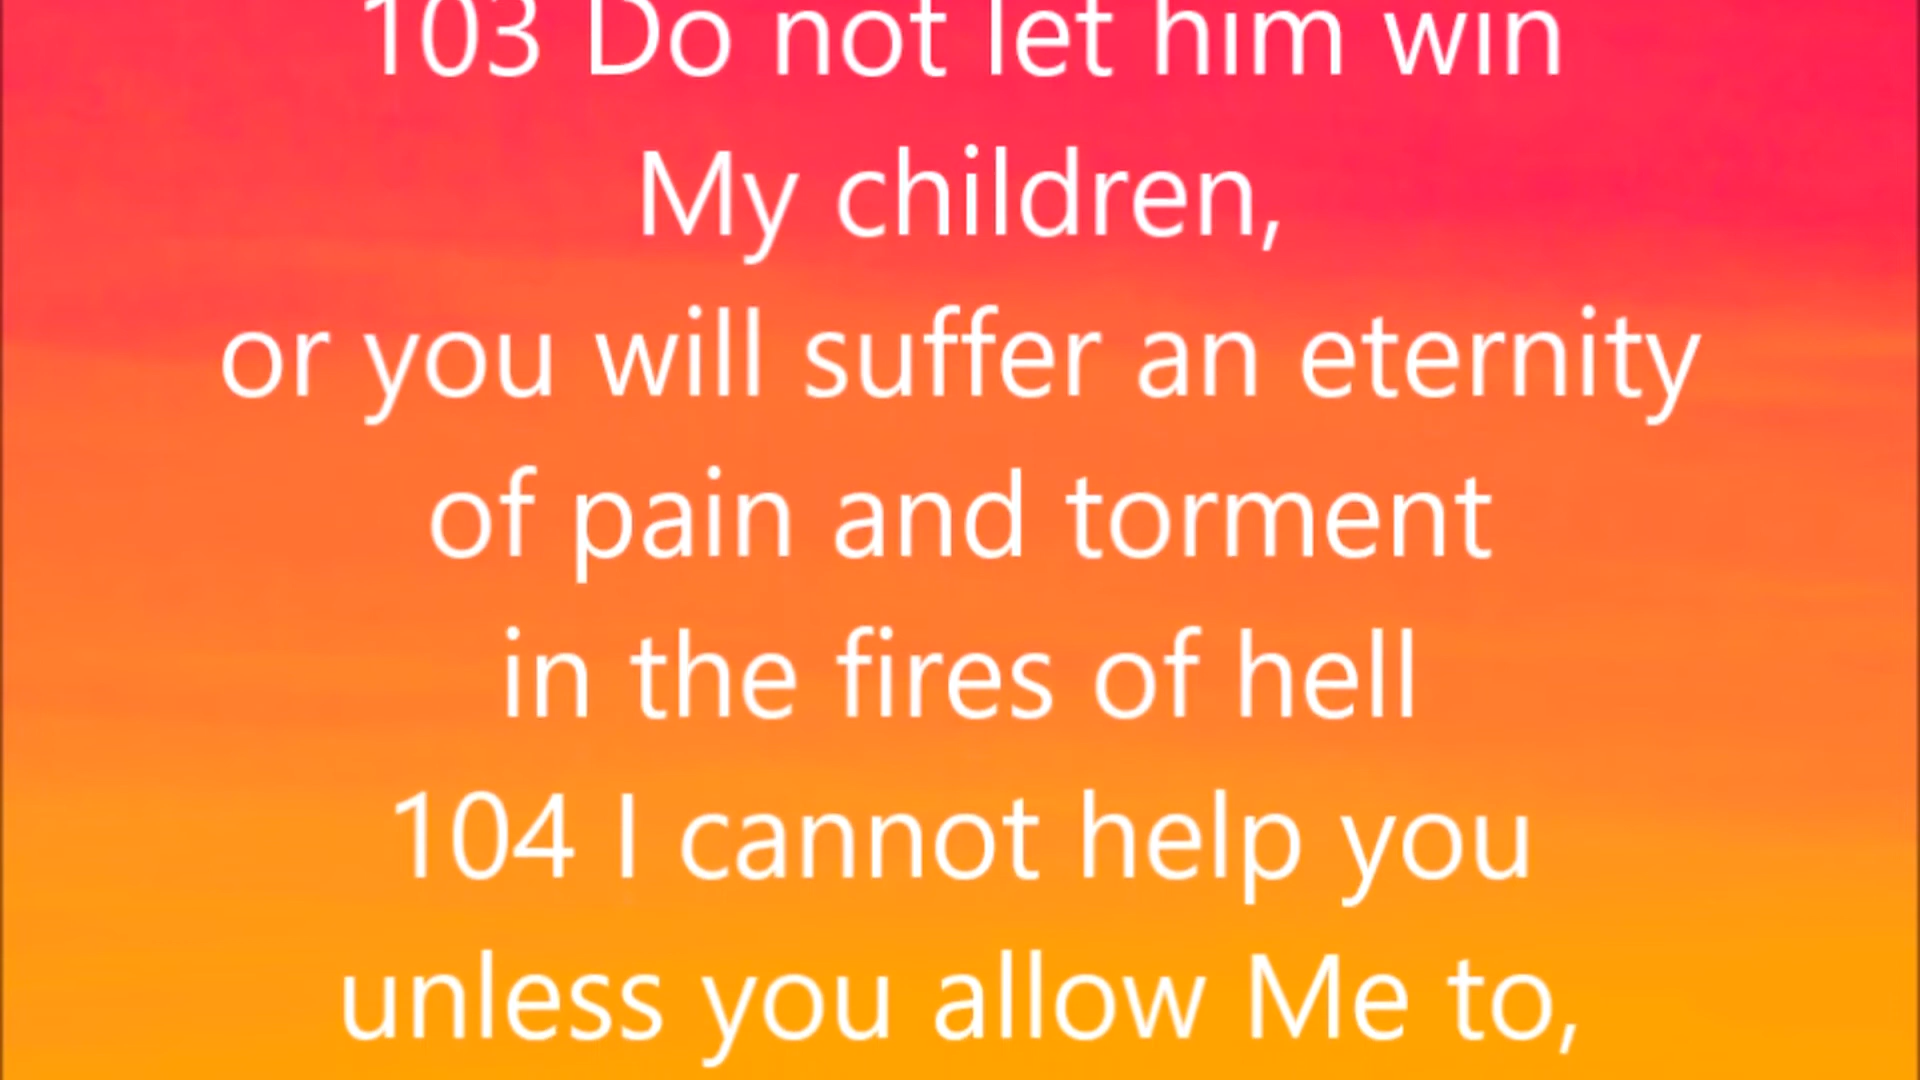 103 Do not let him win
My children,
or you will suffer an eternity
of pain and torment
in the fires of hell
104 I cannot help you
unless you allow Me to,